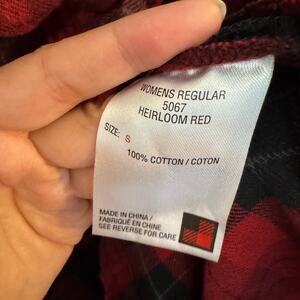 WOMENS REGULAR
5067
HEIRLOOM RED
SIZE: S
100% COTTON / COTON
MADE IN CHINA /
FABRIQUÉ EN CHINE
SEE REVERSE FOR CARE